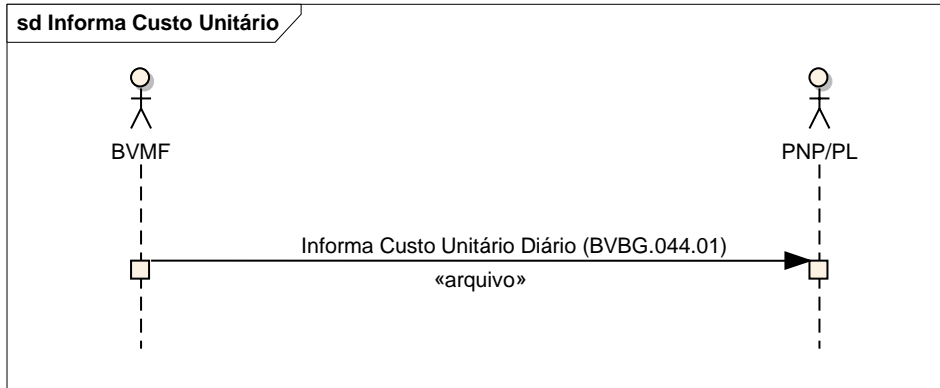 sd Informa Custo Unitário
BVMF
PNP/PL
Informa Custo Unitário Diário (BVBG.044.01)
«arquivo»